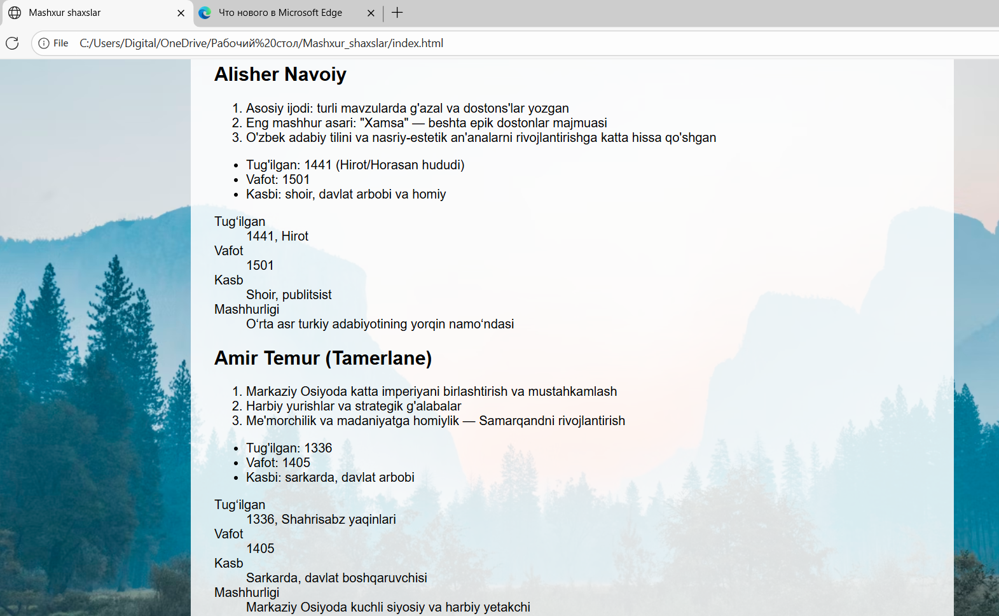 Mashxur shaxslar
Что нового в Microsoft Edge
File C:/Users/Digital/OneDrive/Рабочий%20стол/Mashxur_shaxslar/index.html
Alisher Navoiy
1. Asosiy ijodi: turli mavzularda g'azal va dostons'lar yozgan
2. Eng mashhur asari: "Xamsa" — beshta epik dostonlar majmuasi
3. O'zbek adabiy tilini va nasriy-estetik an'analarni rivojlantirishga katta hissa qo'shgan
• Tug'ilgan: 1441 (Hirot/Horasan hududi)
• Vafot: 1501
• Kasbi: shoir, davlat arbobi va homiy
Tug‘ilgan
1441, Hirot
Vafot
1501
Kasb
Shoir, publitsist
Mashhurligi
O‘rta asr turkiy adabiyotining yorqin namo‘ndasi
Amir Temur (Tamerlane)
1. Markaziy Osiyoda katta imperiyani birlashtirish va mustahkamlash
2. Harbiy yurishlar va strategik g'alabalar
3. Me'morchilik va madaniyatga homiylik — Samarqandni rivojlantirish
• Tug'ilgan: 1336
• Vafot: 1405
• Kasbi: sarkarda, davlat arbobi
Tug‘ilgan
1336, Shahrisabz yaqinlari
Vafot
1405
Kasb
Sarkarda, davlat boshqaruvchisi
Mashhurligi
Markaziy Osiyoda kuchli siyosiy va harbiy yetakchi